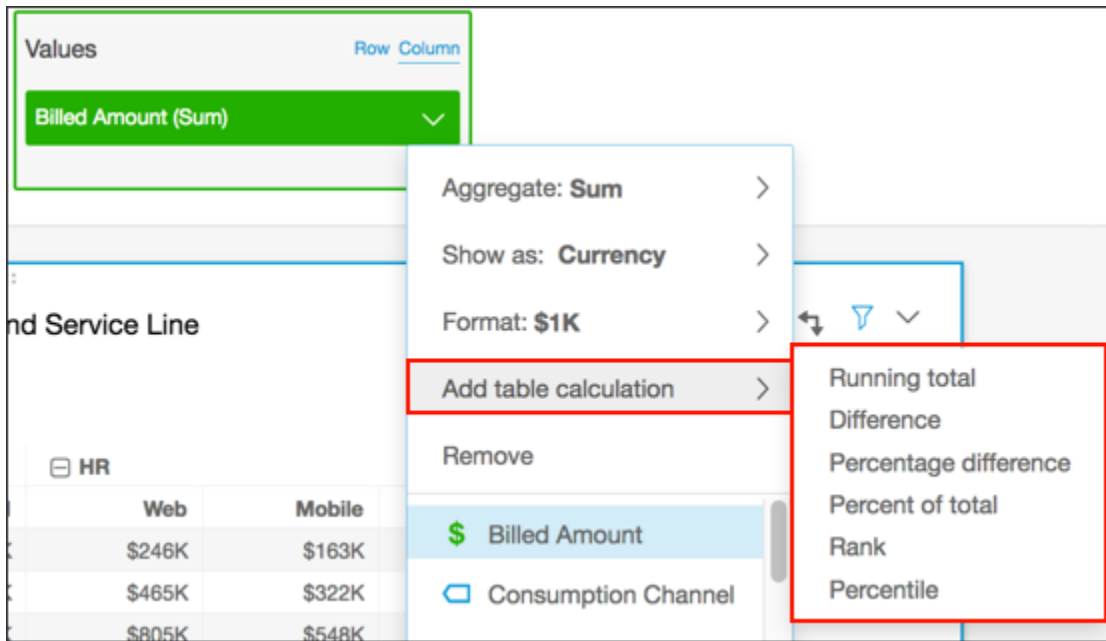 Values Row Column
Billed Amount (Sum)
Aggregate: Sum
Show as: Currency
nd Service Line
Format: $1K
Add table calculation
Running total
Difference
Percentage difference
Percent of total
Rank
Percentile
Remove
HR
Web Mobile
$246K $163K
$465K $322K
$805K $548K
$ Billed Amount
Consumption Channel